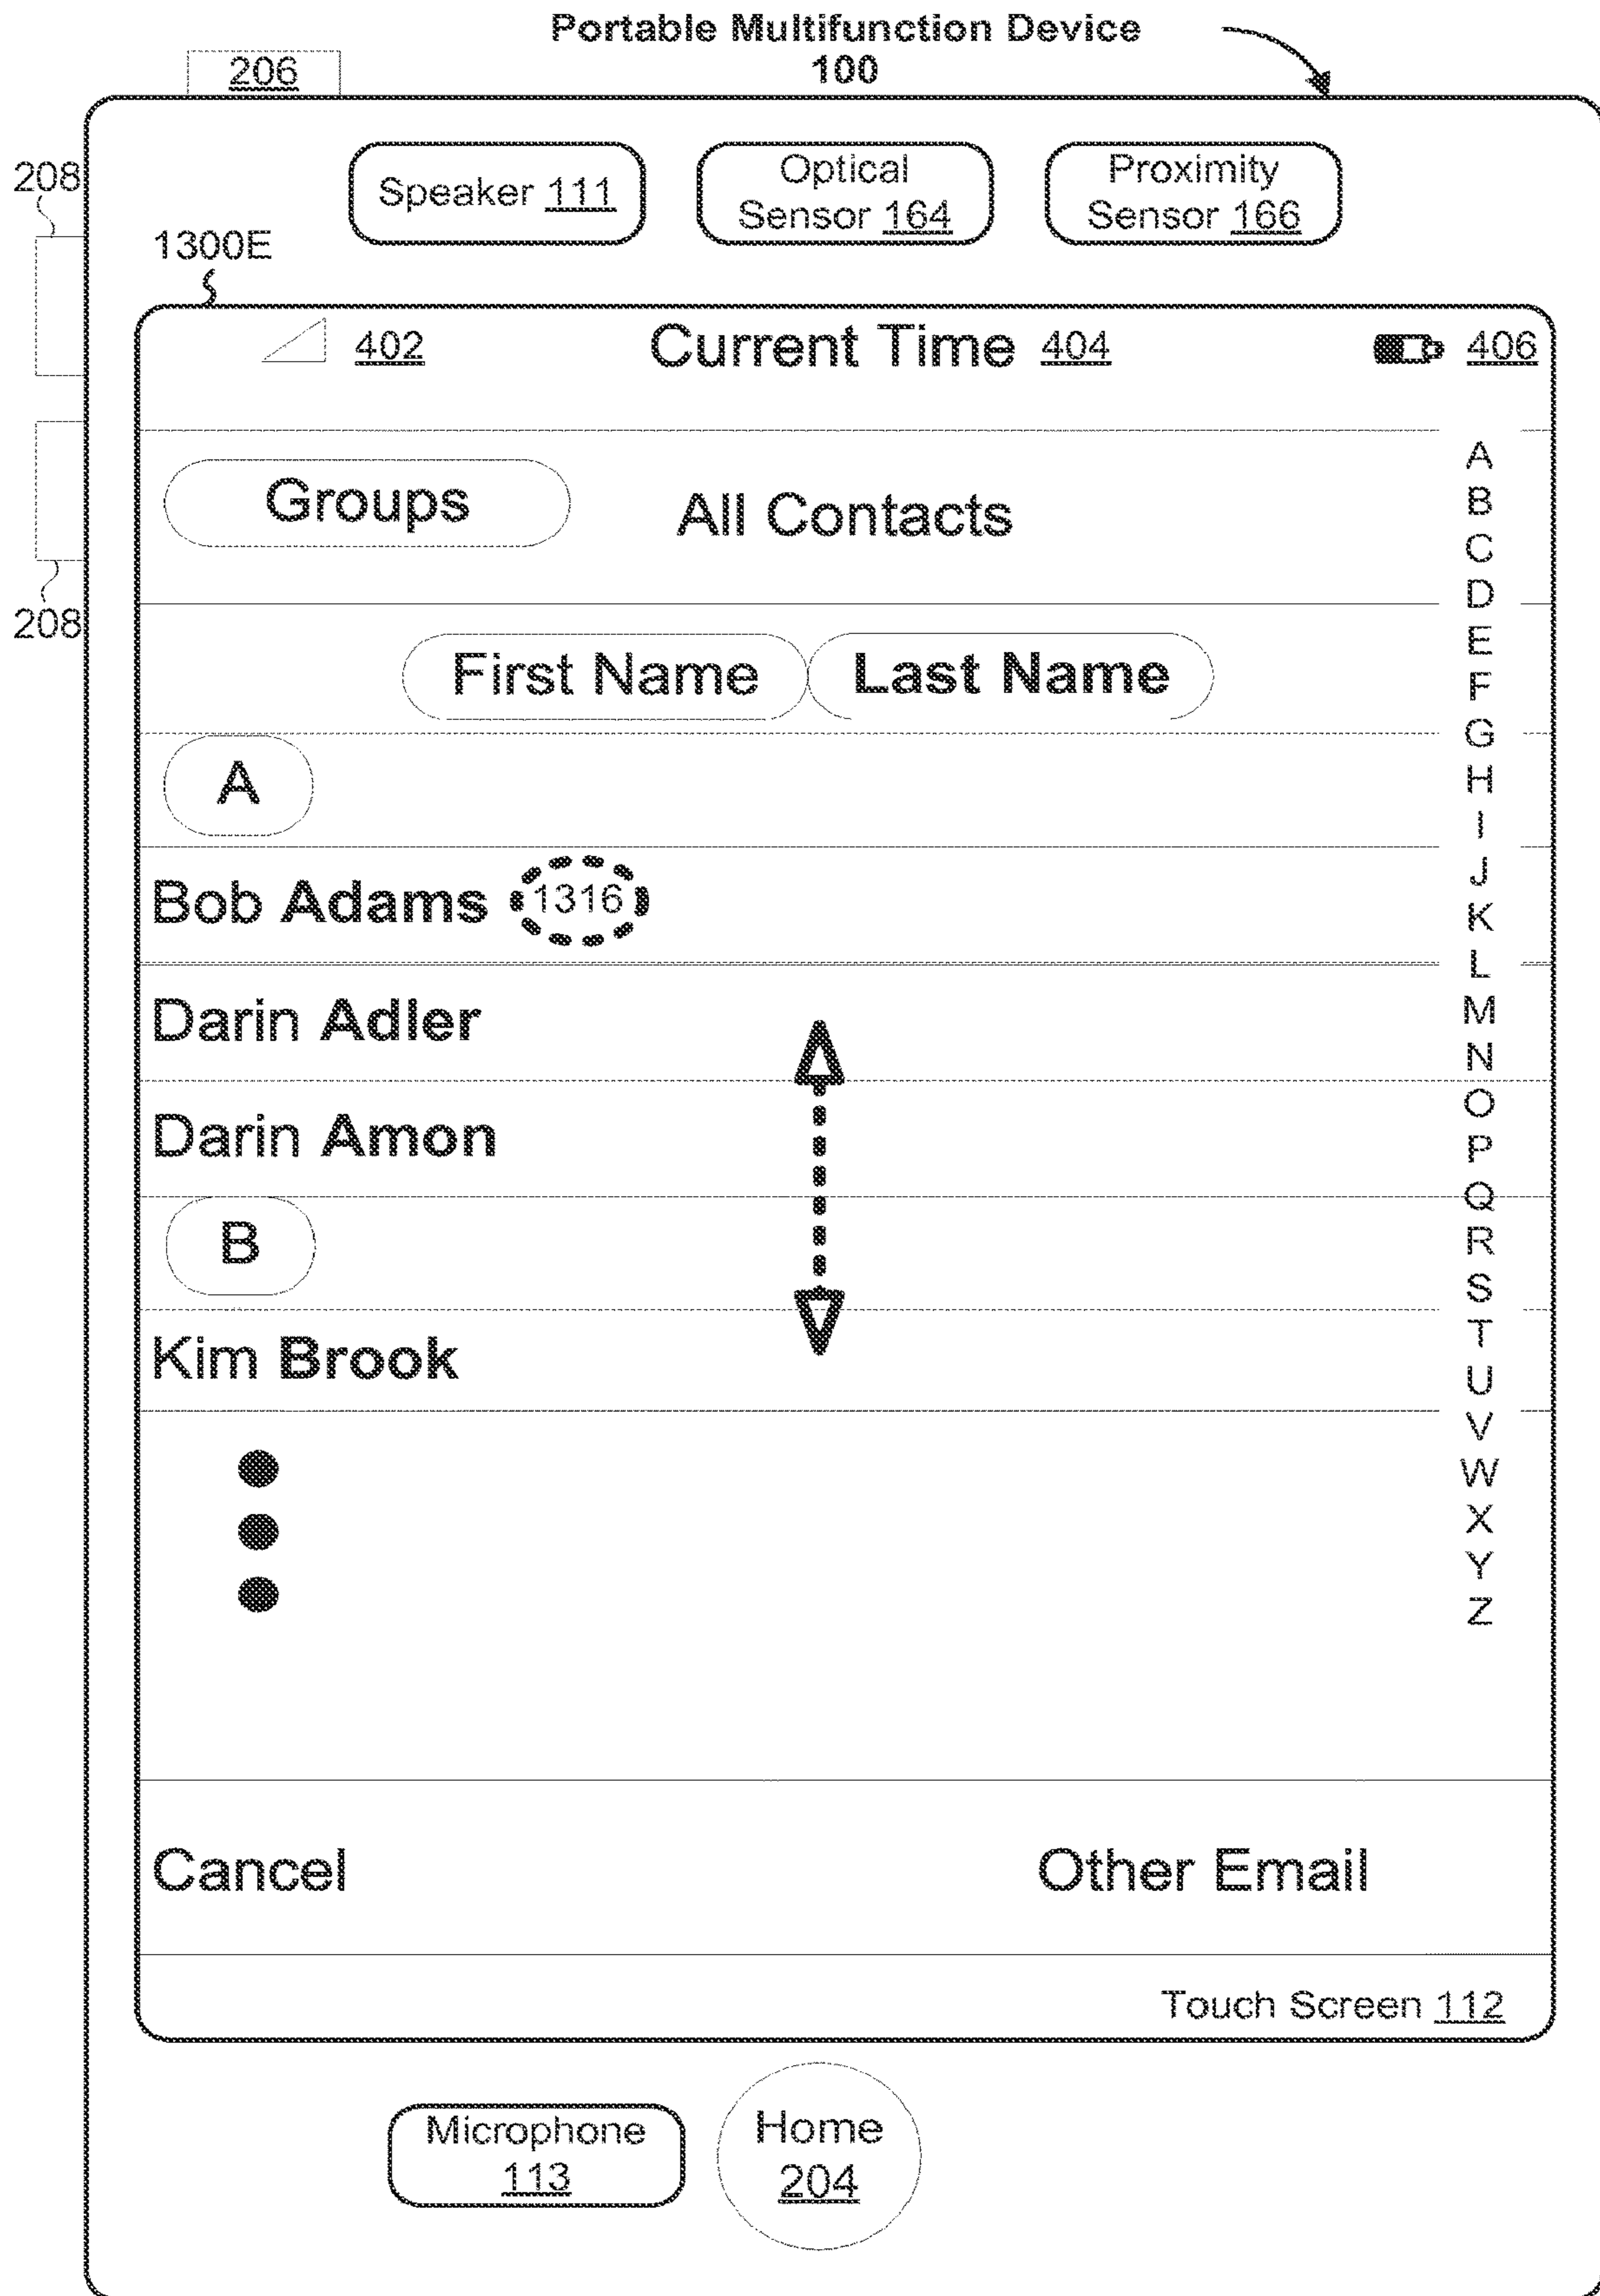 Portable Multifunction Device
100
206
208
Speaker 111
Optical
Sensor 164
Proximity
Sensor 166
1300E
402
Current Time 404
406
Groups
All Contacts
208
First Name
Last Name
A
Bob Adams
1316
Darin Adler
Darin Amon
B
Kim Brook
A
B
C
D
E
F
G
H
I
J
K
L
M
N
O
P
Q
R
S
T
U
V
W
X
Y
Z
Cancel
Other Email
Touch Screen 112
Microphone
113
Home
204